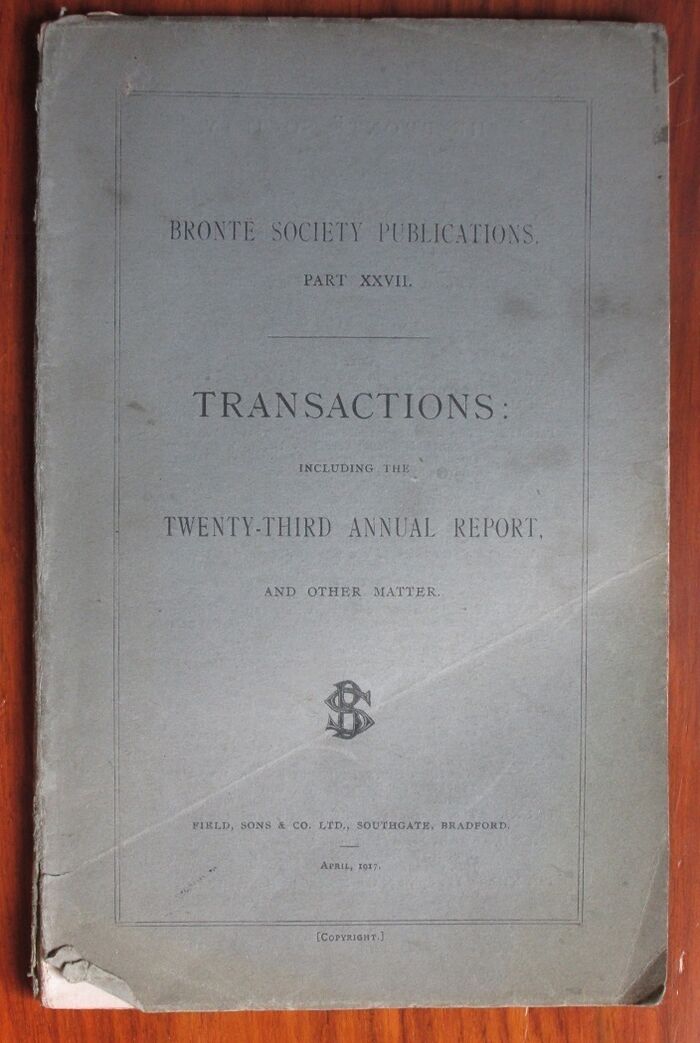 BRONTË SOCIETY PUBLICATIONS.
PART XXVII.
TRANSACTIONS:
INCLUDING THE
TWENTY-THIRD ANNUAL REPORT,
AND OTHER MATTER.
BS
FIELD, SONS & CO. LTD., SOUTHGATE, BRADFORD.
APRIL, 1917.
[COPYRIGHT.]